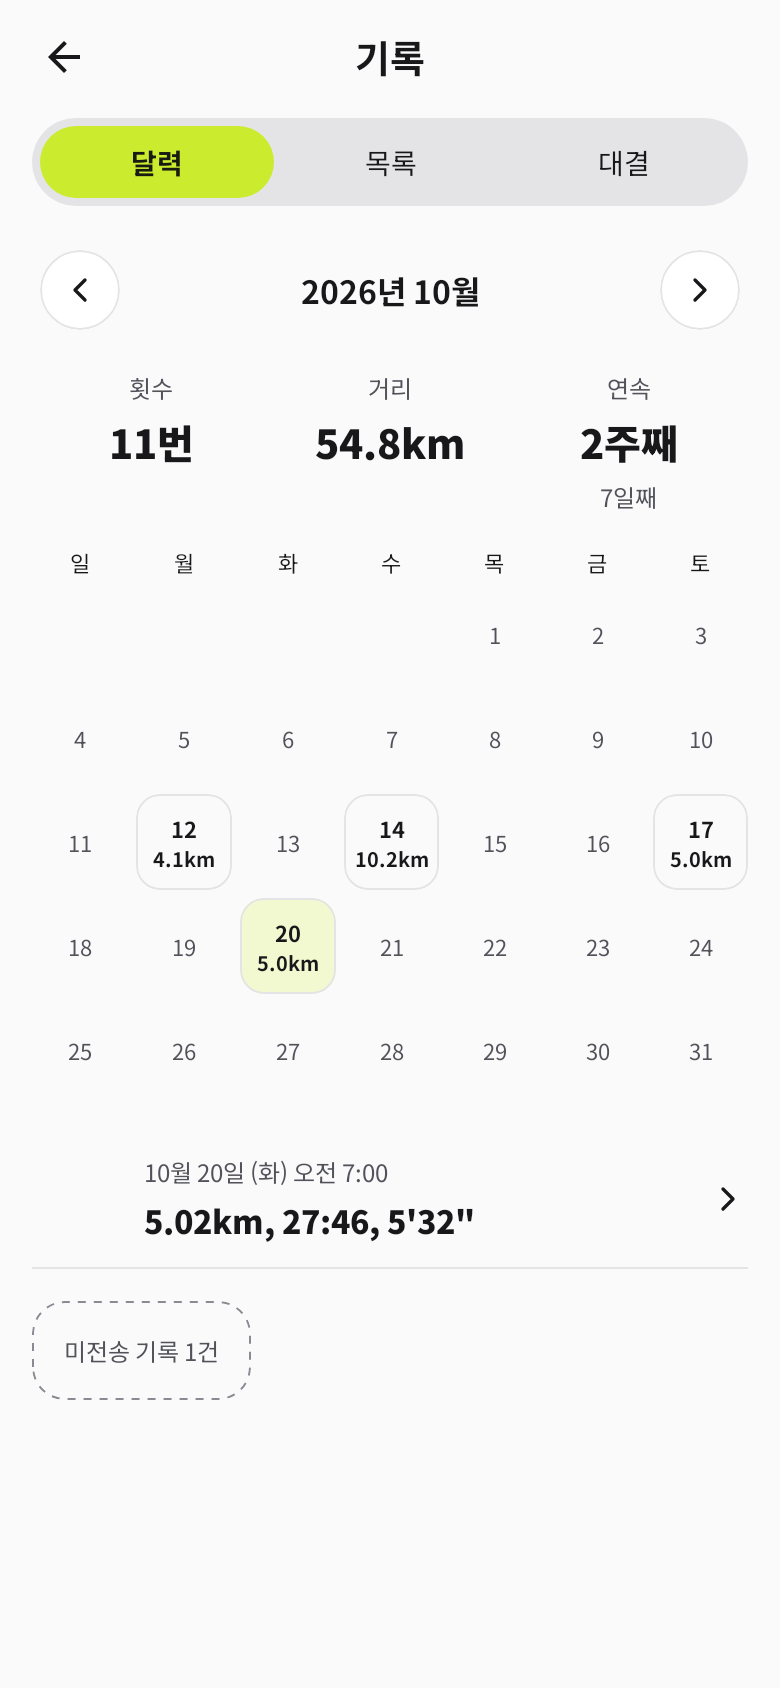 기록
달력 목록 대결
2026년 10월
횟수 거리 연속
11번 54.8km 2주째
7일째
일 월 화 수 목 금 토
1 2 3
4 5 6 7 8 9 10
11 12 13 14 15 16 17
4.1km 10.2km 5.0km
18 19 20 21 22 23 24
5.0km
25 26 27 28 29 30 31
10월 20일 (화) 오전 7:00
5.02km, 27:46, 5'32"
미전송 기록 1건